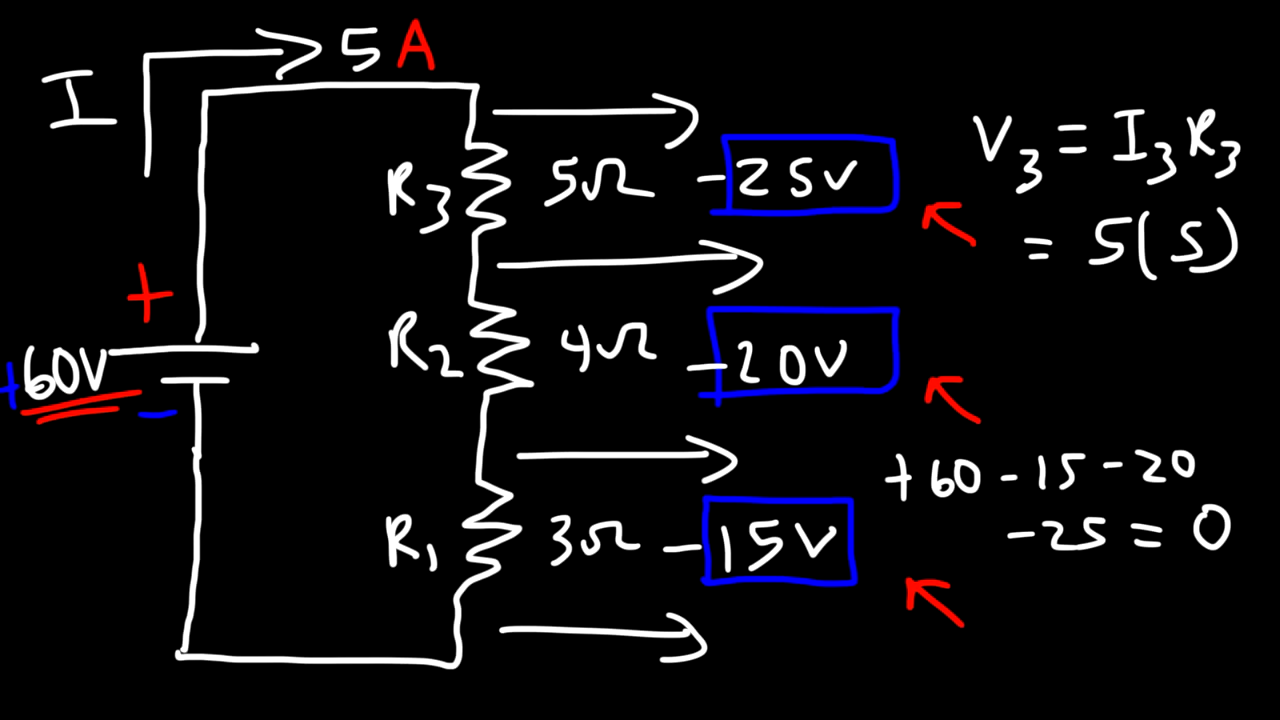 I
5 A
R3
5Ω
-25V
V3 = I3R3
= 5(5)
+60V
+
-
R2
4Ω
-20V
R1
3Ω
-15V
+60-15-20
-25 = 0